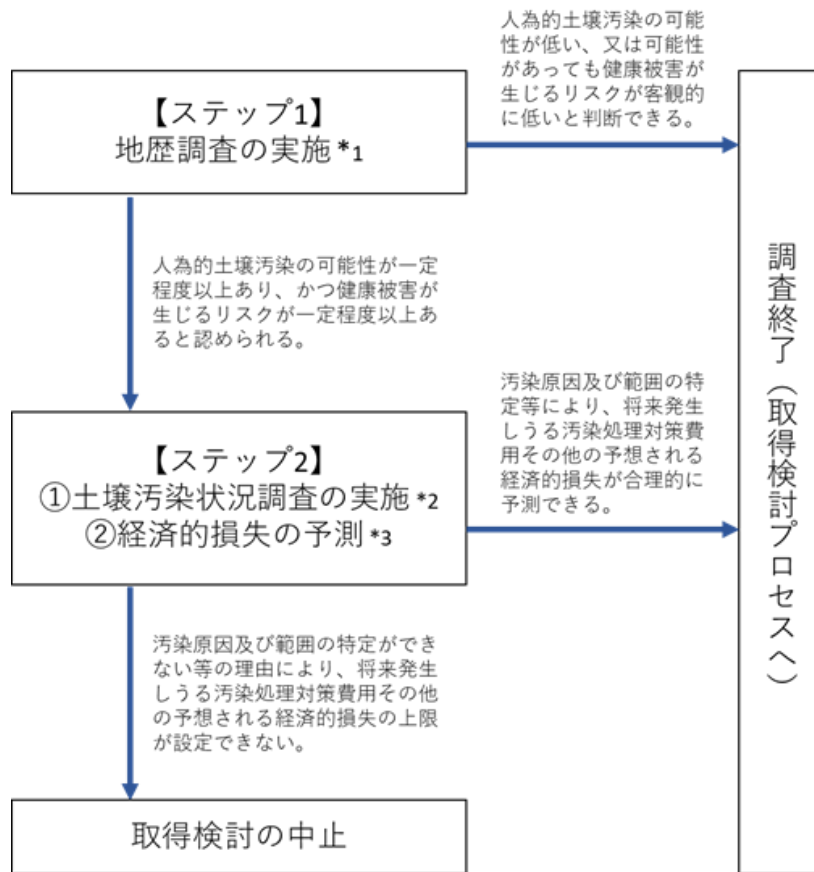 人為的土壌汚染の可能
性が低い、又は可能性
があっても健康被害が
生じるリスクが客観的
に低いと判断できる。
【ステップ1】
地歴調査の実施 *1
人為的土壌汚染の可能性が一定
程度以上あり、かつ健康被害が
生じるリスクが一定程度以上あ
ると認められる。
【ステップ2】
①土壌汚染状況調査の実施 *2
②経済的損失の予測 *3
汚染原因及び範囲の特
定等により、将来発生
しうる汚染処理対策費
用その他の予想される
経済的損失が合理的に
予測できる。
汚染原因及び範囲の特定ができ
ない等の理由により、将来発生
しうる汚染処理対策費用その他
の予想される経済的損失の上限
が設定できない。
取得検討の中止
調査終了（取得検討プロセスへ）